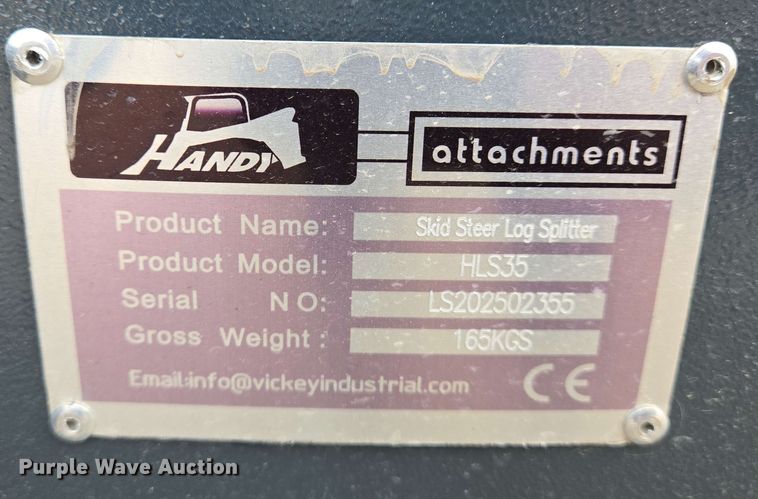 HANDY
attachments
Product Name: Skid Steer Log Splitter
Product Model: HLS35
Serial NO: LS202502355
Gross Weight: 165KGS
Email:info@vickeyindustrial.com CE
Purple Wave Auction